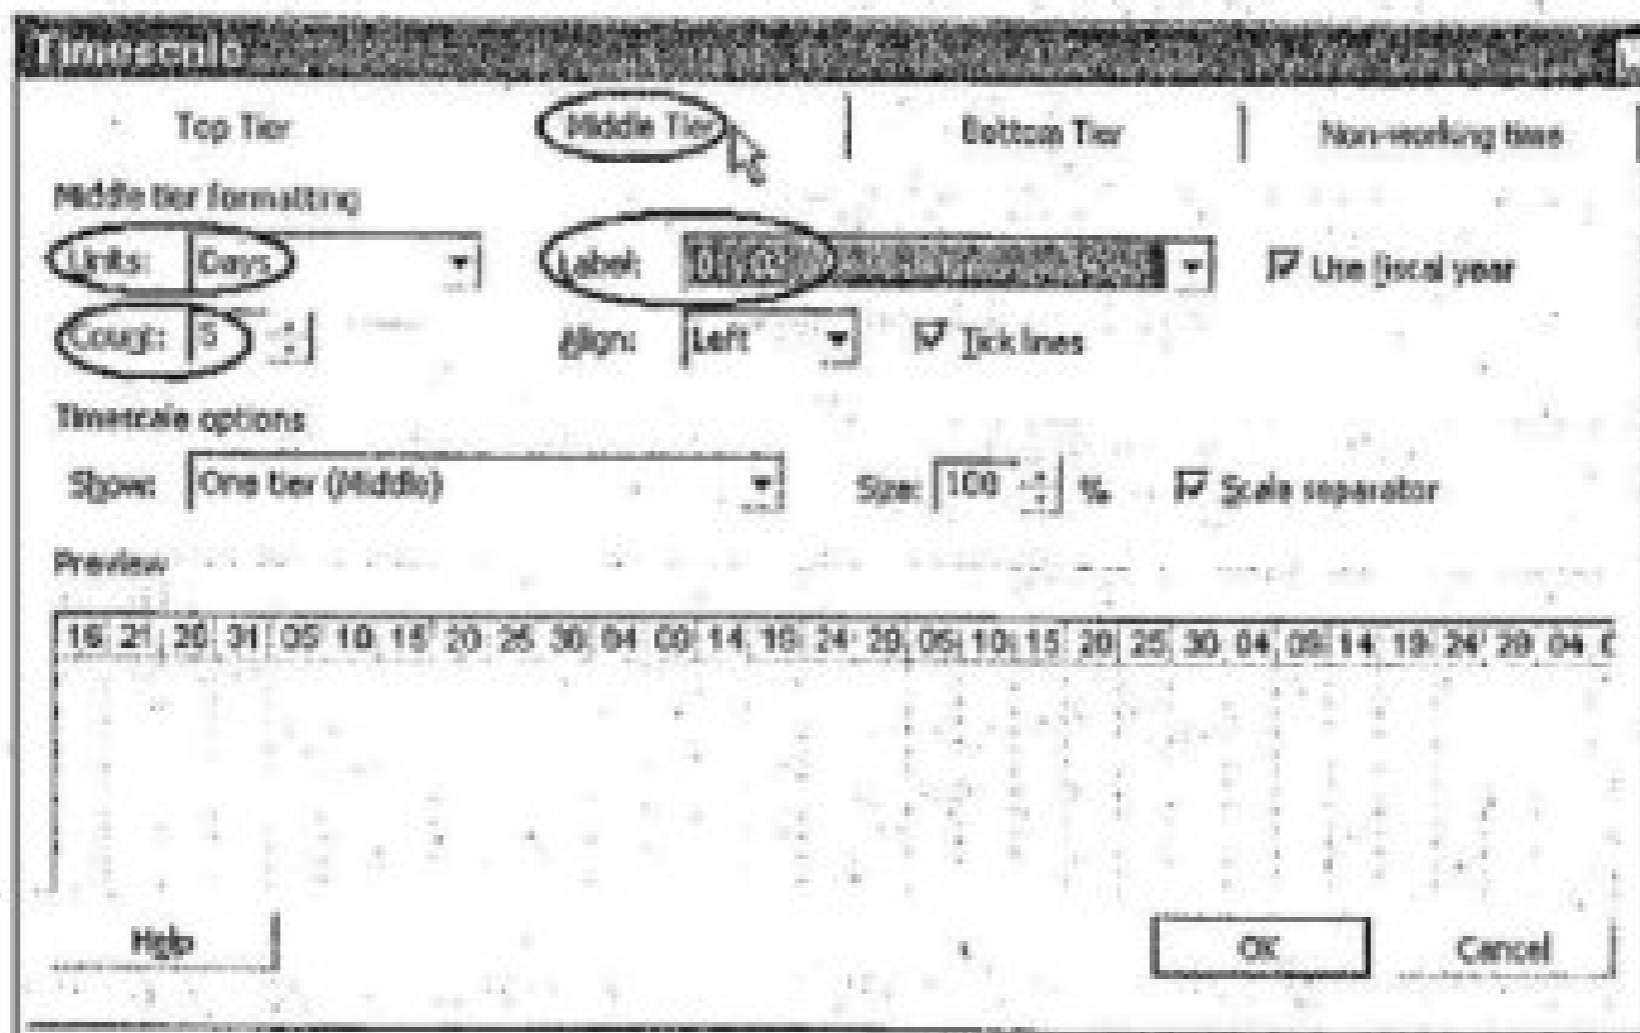 Timescale
Top Tier Middle Tier Bottom Tier Non-working time
Middle tier formatting
Units: Days Label: 01, 02 Use fiscal year
Count: 5 Align: Left Tick lines
Timescale options
Show: One tier (Middle) Size: 100 % Scale separator
Preview
16 21 26 31 05 10 15 20 25 30 04 09 14 19 24 29 05 10 15 20 25 30 04 09 14 19 24 29 04
Help OK Cancel